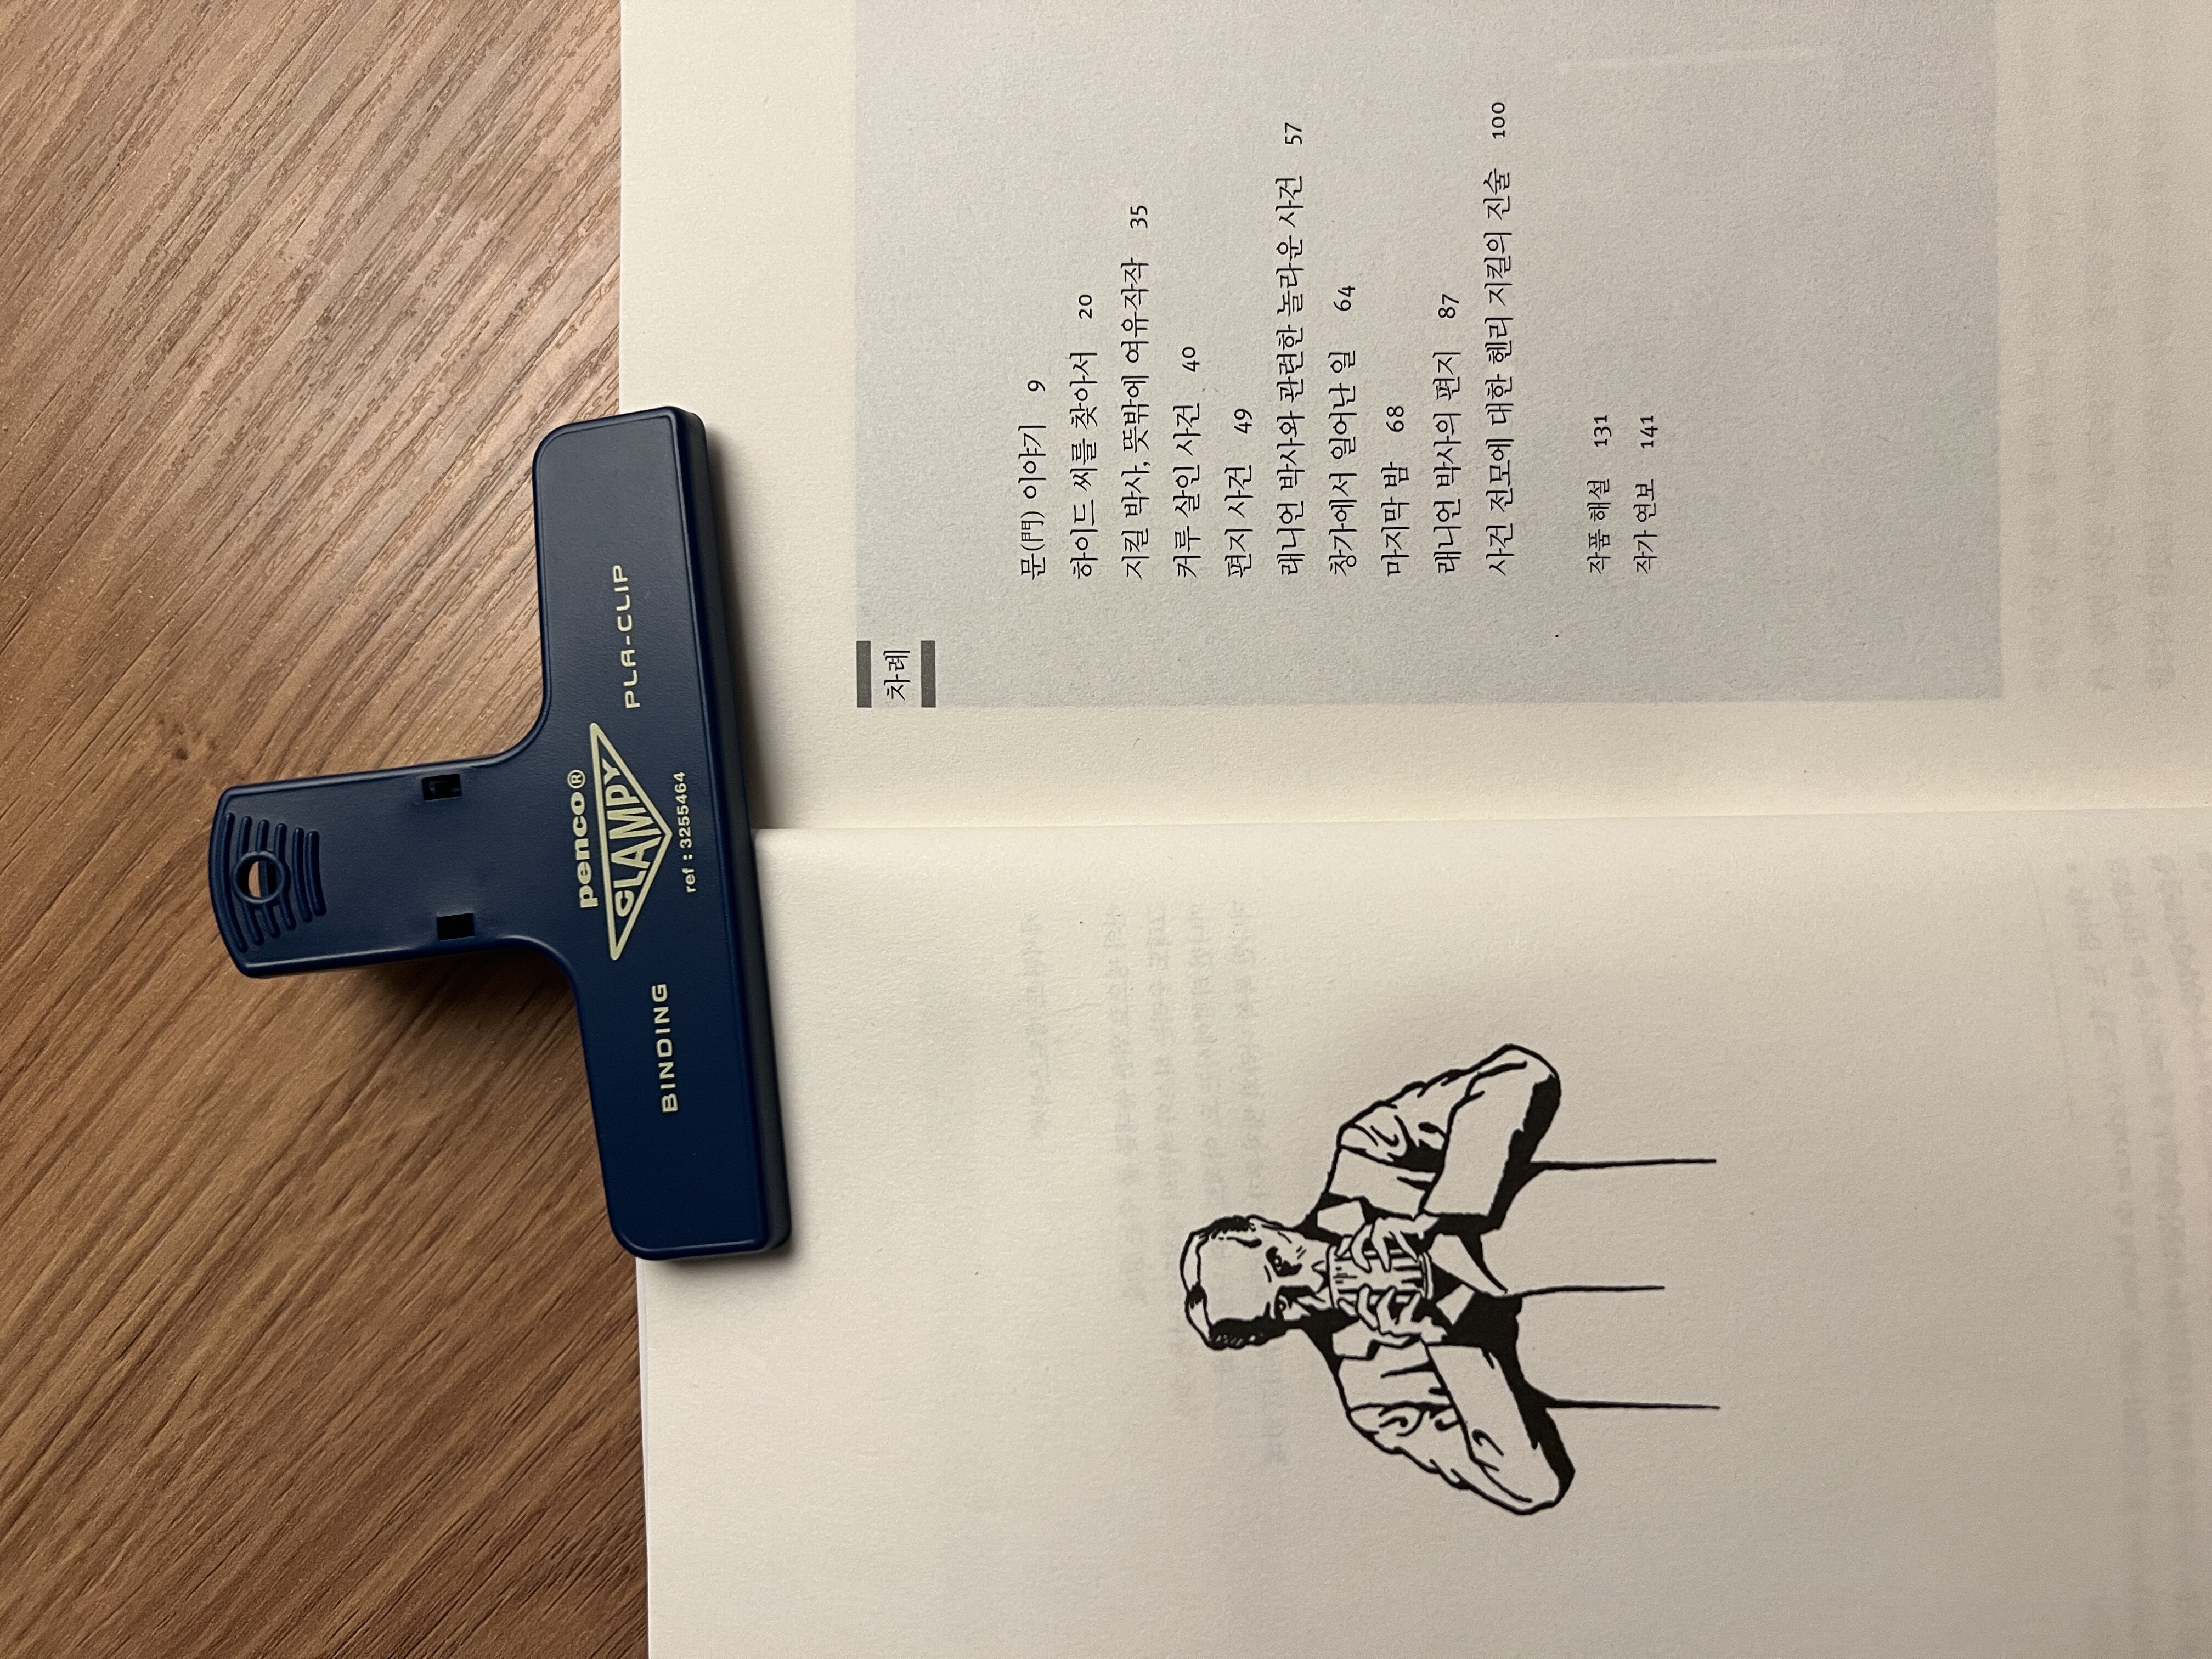 penco®
CLAMPY
BINDING PLA-CLIP
ref : 3255464
차례
문(門) 이야기 9
하이드 씨를 찾아서 20
지킬 박사, 뜻밖에 여유작작 35
커루 살인 사건 40
편지 사건 49
래니언 박사와 관련한 놀라운 사건 57
창가에서 일어난 일 64
마지막 밤 68
래니언 박사의 편지 87
사건 전모에 대한 헨리 지킬의 진술 100
작품 해설 131
작가 연보 141